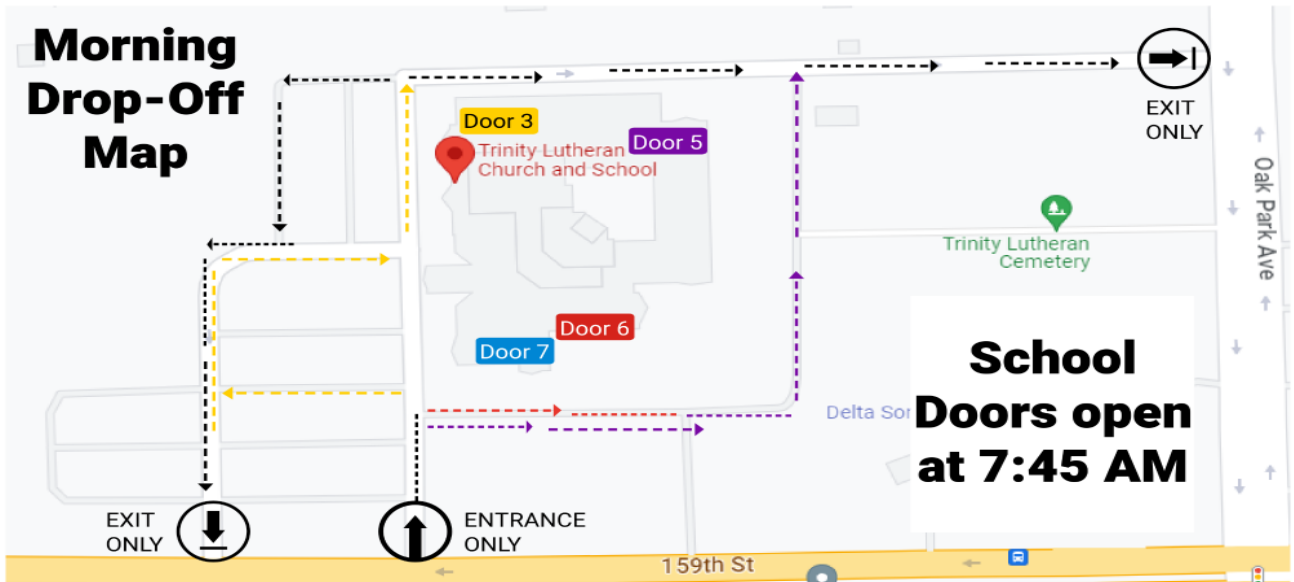 Morning
Drop-Off
Map
EXIT
ONLY
Door 3
Door 5
Trinity Lutheran
Church and School
Oak Park Ave
Trinity Lutheran
Cemetery
Door 6
Door 7
School
Doors open
at 7:45 AM
Delta Sor
EXIT
ONLY
ENTRANCE
ONLY
159th St